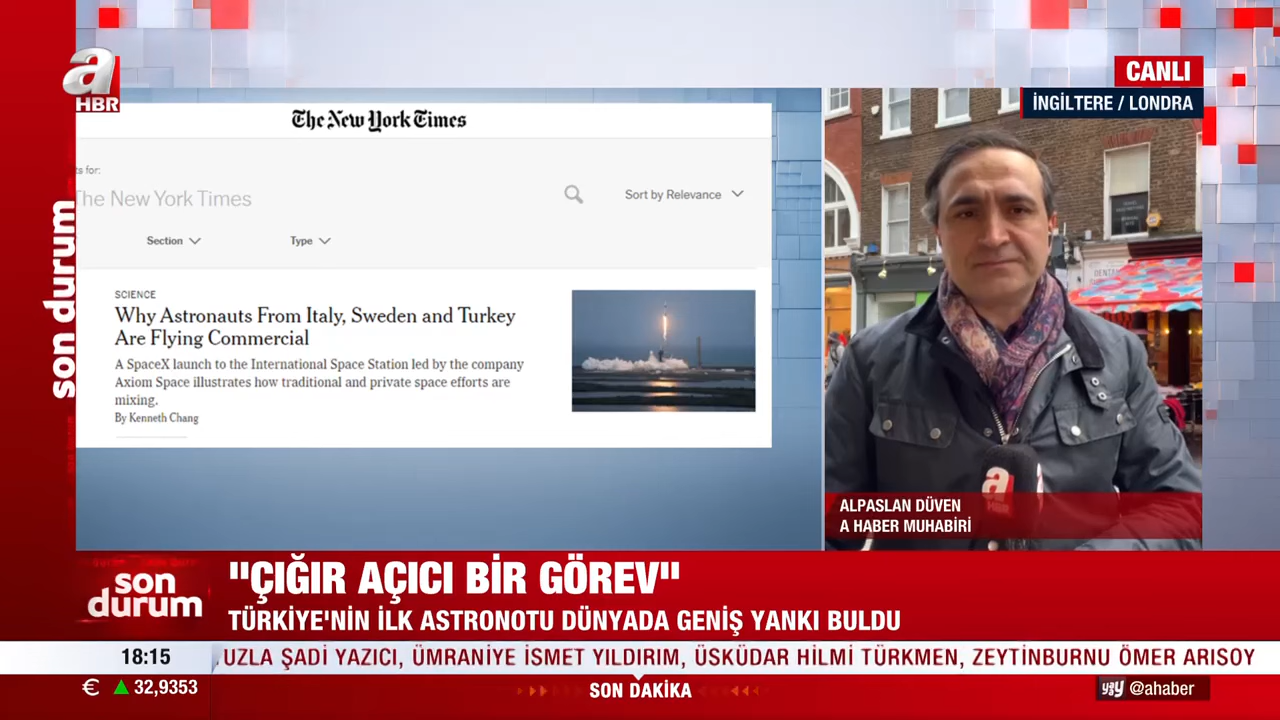 a
HBR
CANLI
İNGİLTERE / LONDRA
son durum
The New York Times
ts for:
The New York Times
Sort by Relevance
Section
Type
SCIENCE
Why Astronauts From Italy, Sweden and Turkey
Are Flying Commercial
A SpaceX launch to the International Space Station led by the company
Axiom Space illustrates how traditional and private space efforts are
mixing.
By Kenneth Chang
a
ALPASLAN DÜVEN
A HABER MUHABİRİ
son
durum
"ÇIĞIR AÇICI BİR GÖREV"
TÜRKİYE'NİN İLK ASTRONOTU DÜNYADA GENİŞ YANKI BULDU
18:15
UZLA ŞADİ YAZICI, ÜMRANİYE İSMET YILDIRIM, ÜSKÜDAR HİLMİ TÜRKMEN, ZEYTİNBURNU ÖMER ARISOY
€ 32,9353
SON DAKİKA
yay @ahaber